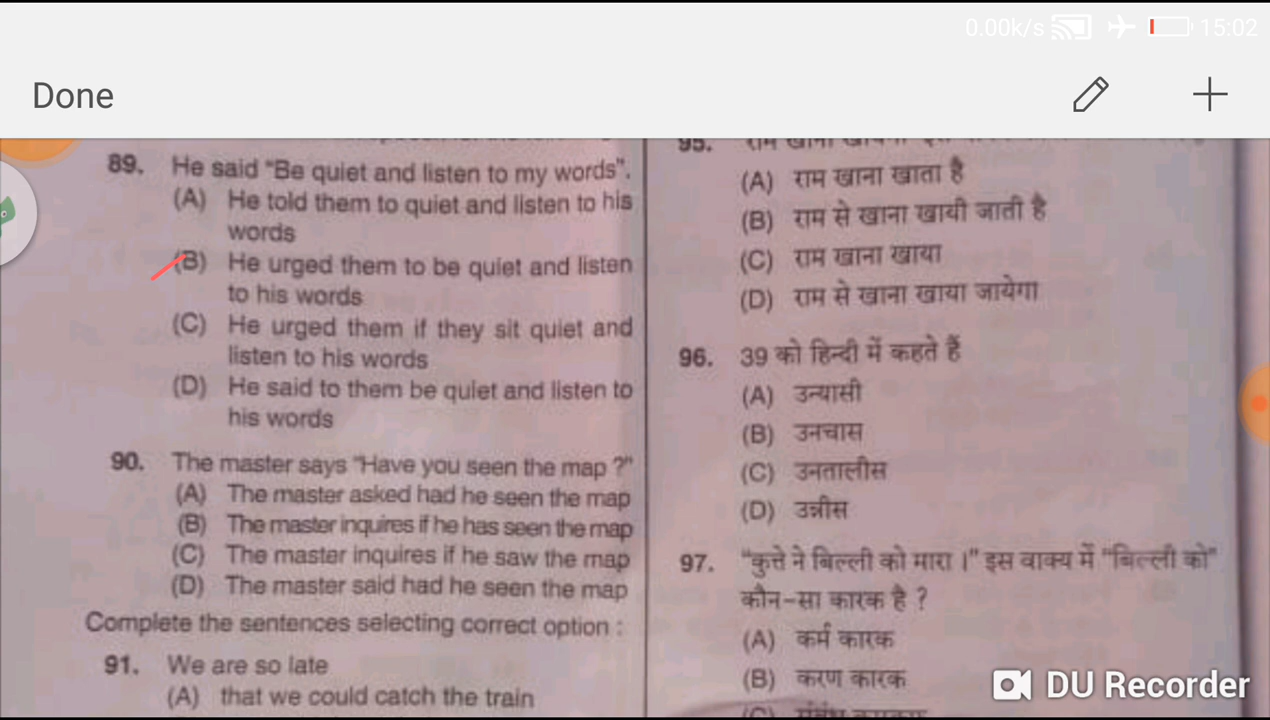 0.00k/s 15:02
Done
89. He said "Be quiet and listen to my words".
(A) He told them to quiet and listen to his
words
(B) He urged them to be quiet and listen
to his words
(C) He urged them if they sit quiet and
listen to his words
(D) He said to them be quiet and listen to
his words
90. The master says "Have you seen the map ?"
(A) The master asked had he seen the map
(B) The master inquires if he has seen the map
(C) The master inquires if he saw the map
(D) The master said had he seen the map
Complete the sentences selecting correct option :
91. We are so late
(A) that we could catch the train
95. राम खाना
(A) राम खाना खाता है
(B) राम से खाना खायी जाती है
(C) राम खाना खाया
(D) राम से खाना खाया जायेगा
96. 39 को हिन्दी में कहते हैं
(A) उन्यासी
(B) उनचास
(C) उनतालीस
(D) उन्नीस
97. "कुत्ते ने बिल्ली को मारा ।" इस वाक्य में "बिल्ली को"
कौन-सा कारक है ?
(A) कर्म कारक
(B) करण कारक
(C)
DU Recorder